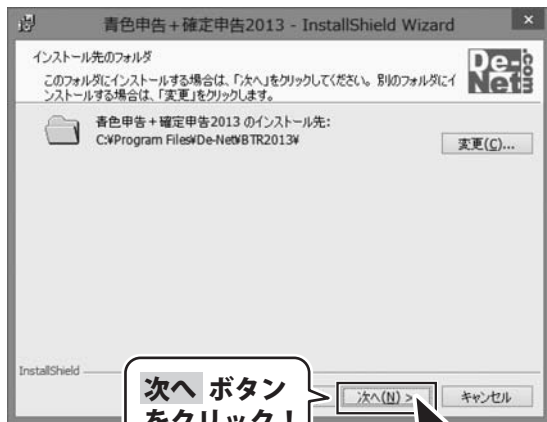 青色申告+確定申告2013 - InstallShield Wizard
インストール先のフォルダ
このフォルダにインストールする場合は、「次へ」をクリックしてください。別のフォルダにイ
ンストールする場合は、「変更」をクリックします。
De-Net.com
青色申告+確定申告2013 のインストール先:
C:¥Program Files¥De-Net¥BTR2013¥
変更(C)...
InstallShield
次へ ボタン
をクリック!
次へ(N) >
キャンセル